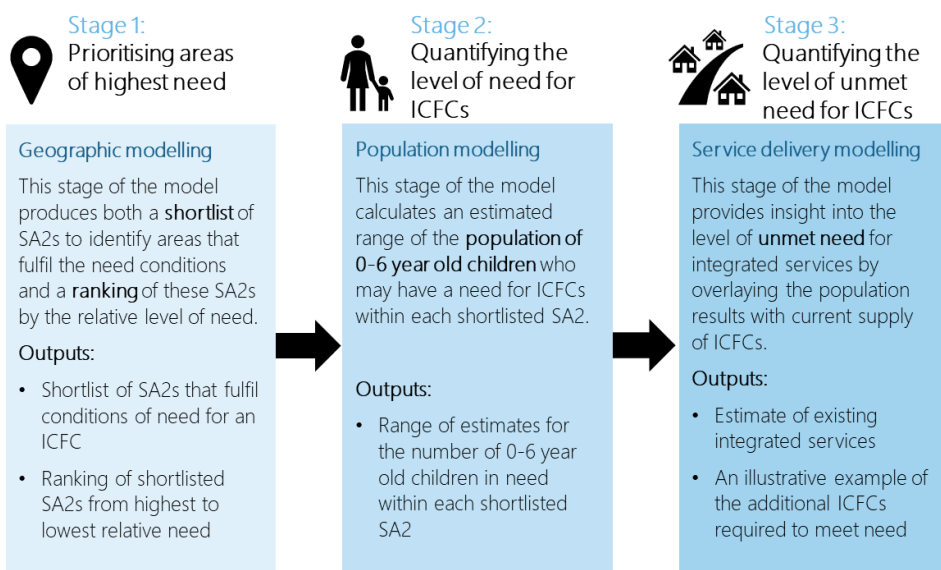 Stage 1:
Prioritising areas
of highest need
Geographic modelling
This stage of the model
produces both a shortlist of
SA2s to identify areas that
fulfil the need conditions
and a ranking of these SA2s
by the relative level of need.
Outputs:
• Shortlist of SA2s that fulfil
conditions of need for an
ICFC
• Ranking of shortlisted
SA2s from highest to
lowest relative need
Stage 2:
Quantifying the
level of need for
ICFCs
Population modelling
This stage of the model
calculates an estimated
range of the population of
0-6 year old children who
may have a need for ICFCs
within each shortlisted SA2.
Outputs:
• Range of estimates for
the number of 0-6 year
old children in need
within each shortlisted
SA2
Stage 3:
Quantifying the
level of unmet
need for ICFCs
Service delivery modelling
This stage of the model
provides insight into the
level of unmet need for
integrated services by
overlaying the population
results with current supply
of ICFCs.
Outputs:
• Estimate of existing
integrated services
• An illustrative example of
the additional ICFCs
required to meet need